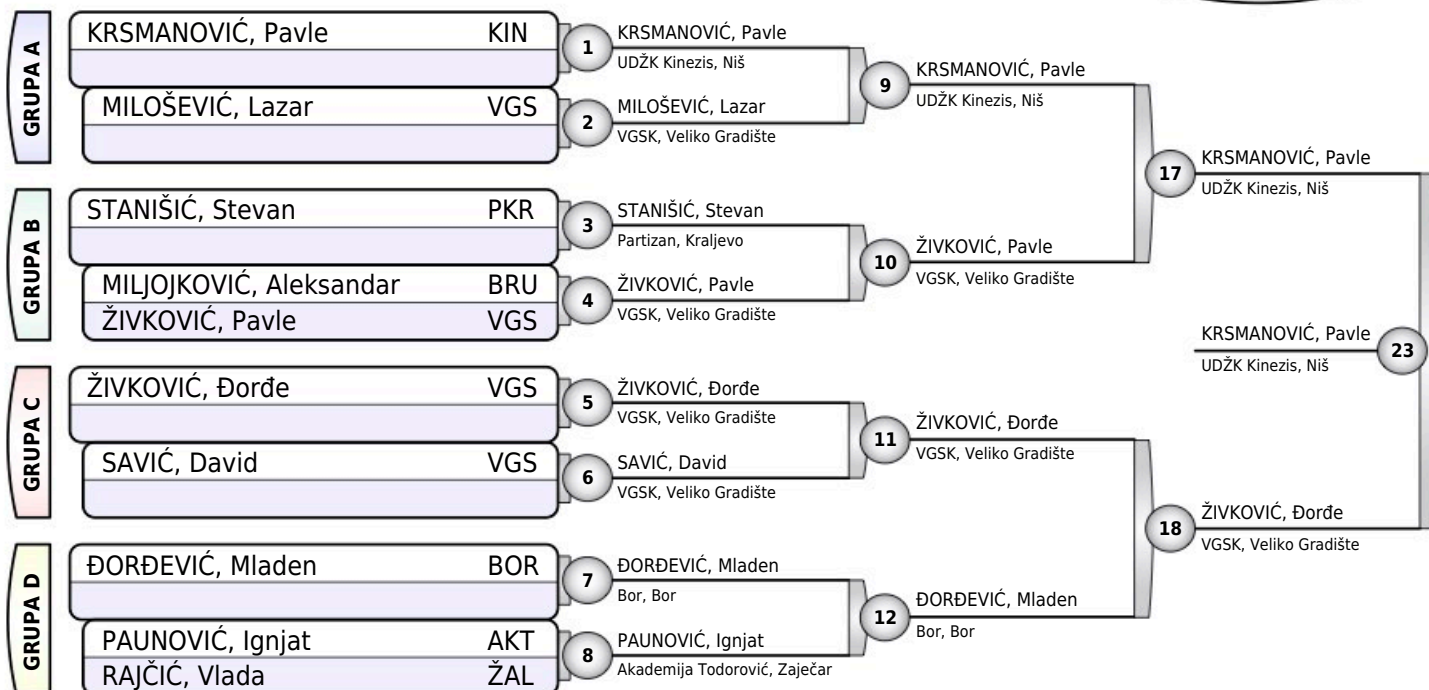 GRUPA A
KRSMANOVIĆ, Pavle KIN
MILOŠEVIĆ, Lazar VGS
GRUPA B
STANIŠIĆ, Stevan PKR
MILJOJKOVIĆ, Aleksandar BRU
ŽIVKOVIĆ, Pavle VGS
GRUPA C
ŽIVKOVIĆ, Đorđe VGS
SAVIĆ, David VGS
GRUPA D
ĐORĐEVIĆ, Mladen BOR
PAUNOVIĆ, Ignjat AKT
RAJČIĆ, Vlada ŽAL
1
KRSMANOVIĆ, Pavle
UDŽK Kinezis, Niš
2
MILOŠEVIĆ, Lazar
VGSK, Veliko Gradište
3
STANIŠIĆ, Stevan
Partizan, Kraljevo
4
ŽIVKOVIĆ, Pavle
VGSK, Veliko Gradište
5
ŽIVKOVIĆ, Đorđe
VGSK, Veliko Gradište
6
SAVIĆ, David
VGSK, Veliko Gradište
7
ĐORĐEVIĆ, Mladen
Bor, Bor
8
PAUNOVIĆ, Ignjat
Akademija Todorović, Zaječar
9
KRSMANOVIĆ, Pavle
UDŽK Kinezis, Niš
10
ŽIVKOVIĆ, Pavle
VGSK, Veliko Gradište
11
ŽIVKOVIĆ, Đorđe
VGSK, Veliko Gradište
12
ĐORĐEVIĆ, Mladen
Bor, Bor
17
KRSMANOVIĆ, Pavle
UDŽK Kinezis, Niš
18
ŽIVKOVIĆ, Đorđe
VGSK, Veliko Gradište
KRSMANOVIĆ, Pavle
UDŽK Kinezis, Niš
23